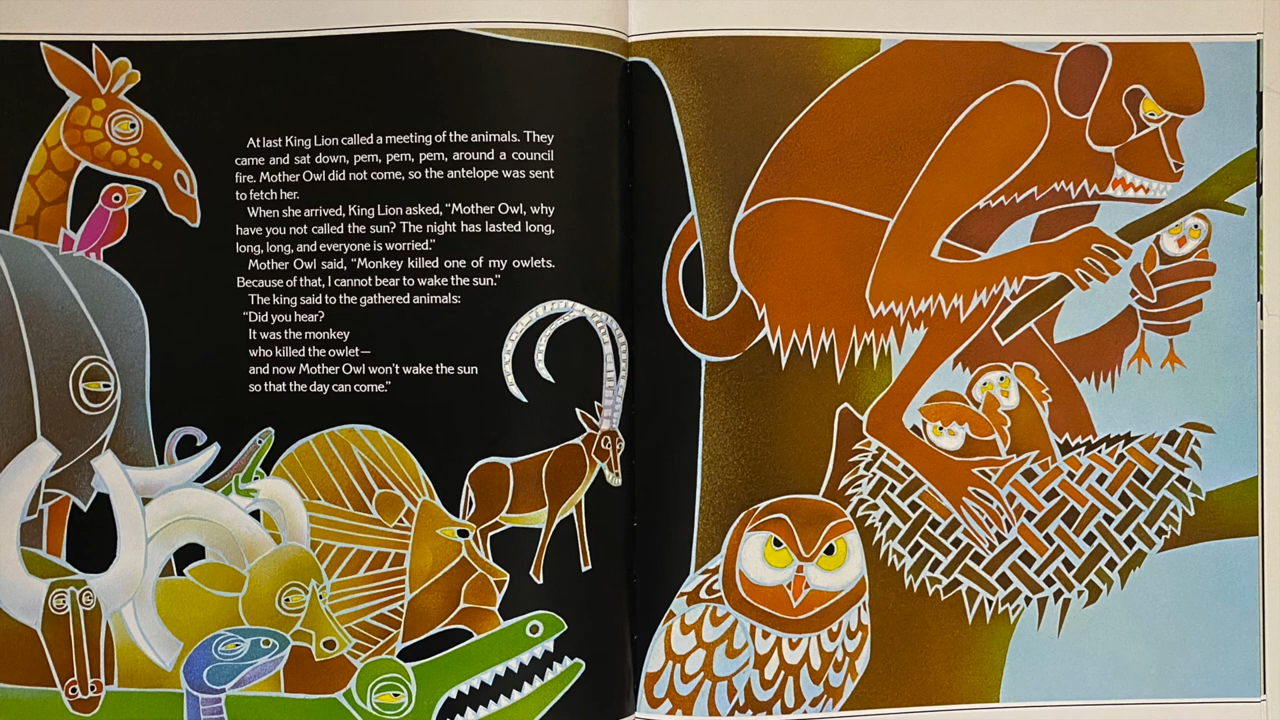 At last King Lion called a meeting of the animals. They
came and sat down, pem, pem, pem, around a council
fire. Mother Owl did not come, so the antelope was sent
to fetch her.
When she arrived, King Lion asked, “Mother Owl, why
have you not called the sun? The night has lasted long,
long, long, and everyone is worried.”
Mother Owl said, “Monkey killed one of my owlets.
Because of that, I cannot bear to wake the sun.”
The king said to the gathered animals:
“Did you hear?
It was the monkey
who killed the owlet—
and now Mother Owl won’t wake the sun
so that the day can come.”